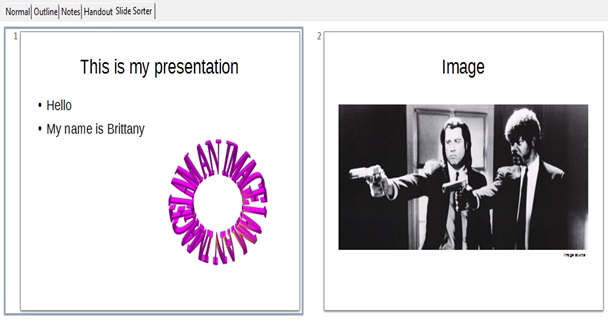 Normal Outline Notes Handout Slide Sorter
1
This is my presentation
• Hello
• My name is Brittany
I AM AN IMAGE I AM AN IMAGE
2
Image
Image source